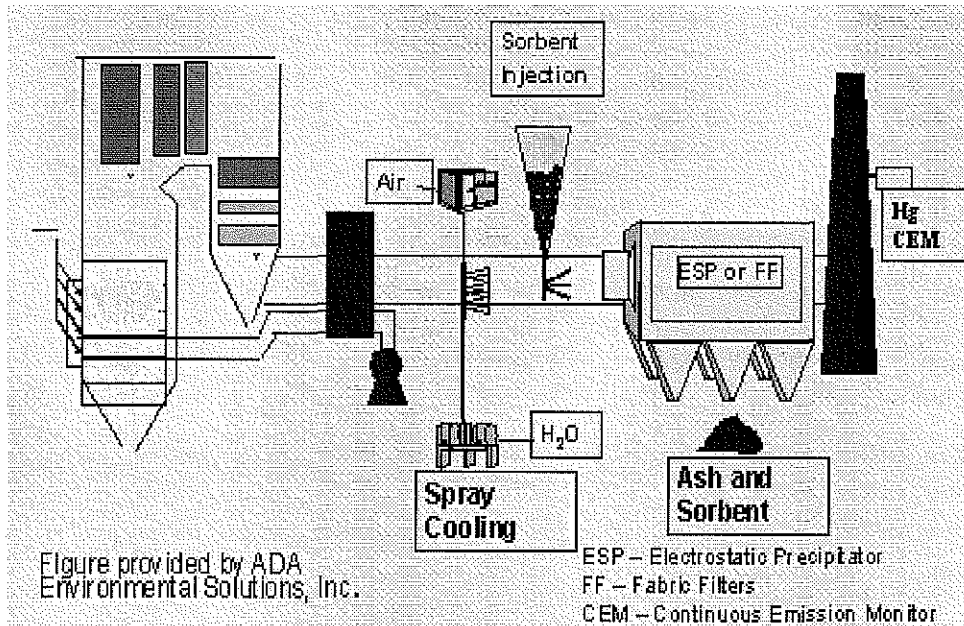 Sorbent
Injection
Air
Hg
CEM
ESP or FF
H₂O
Spray
Cooling
Ash and
Sorbent
Figure provided by ADA
Environmental Solutions, Inc.
ESP – Electrostatic Precipitator
FF – Fabric Filters
CEM – Continuous Emission Monitor